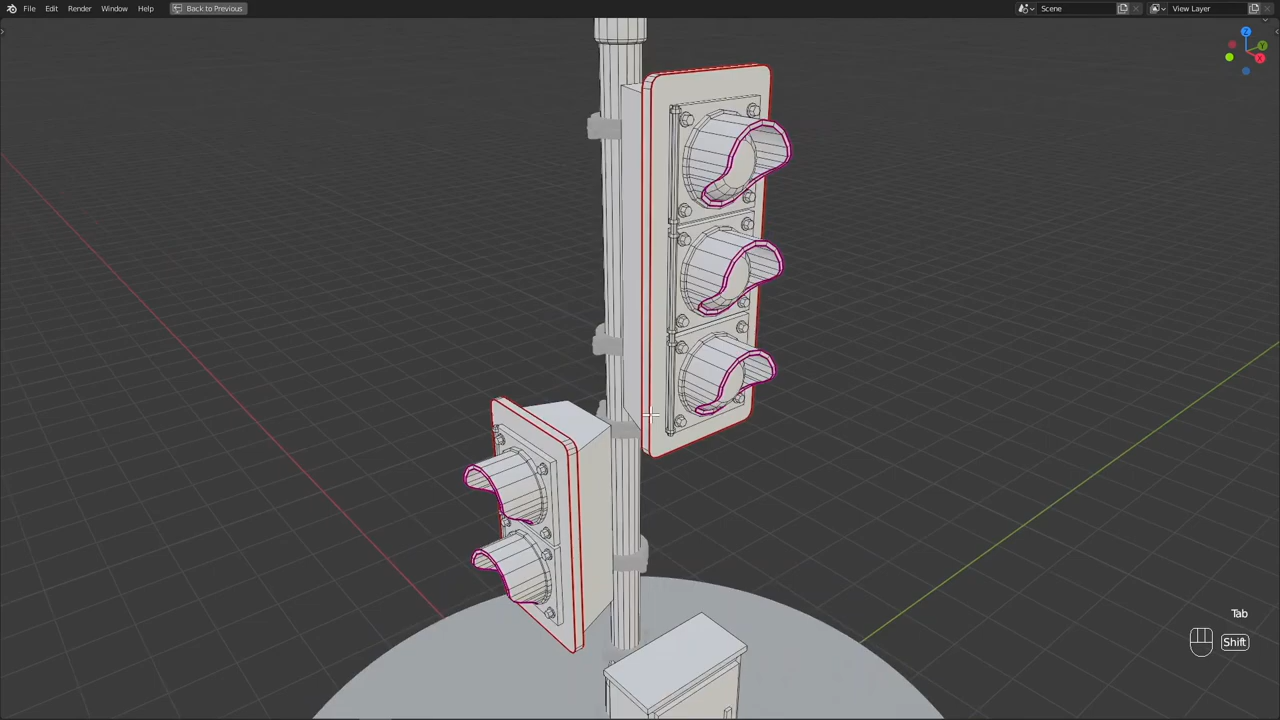 File Edit Render Window Help Back to Previous Scene View Layer
Z
Y
X
Tab
Shift